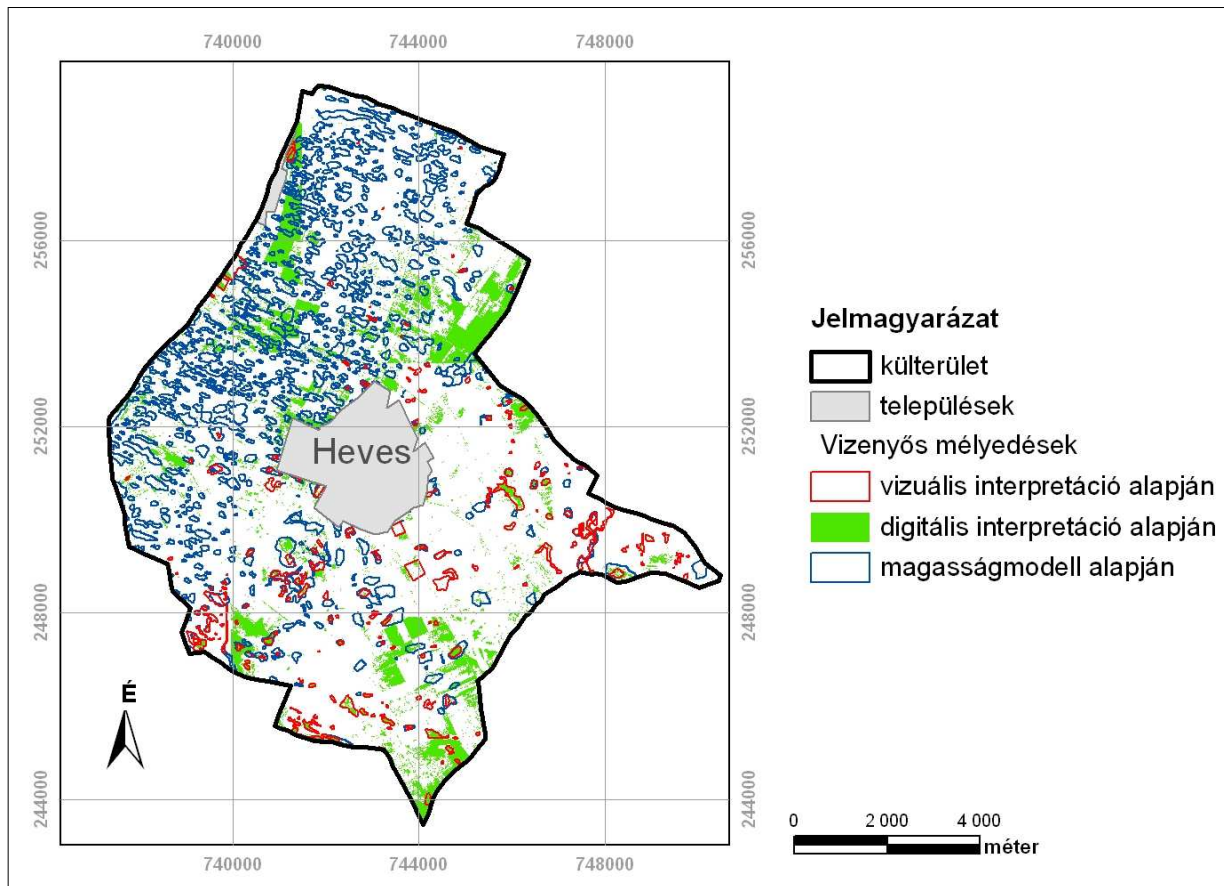 740000 744000 748000
256000 256000
252000 252000
248000 248000
244000 244000
Heves
É
740000 744000 748000
Jelmagyarázat
külterület
települések
Vizenyős mélyedések
vizuális interpretáció alapján
digitális interpretáció alapján
magasságmodell alapján
0 2 000 4 000
méter